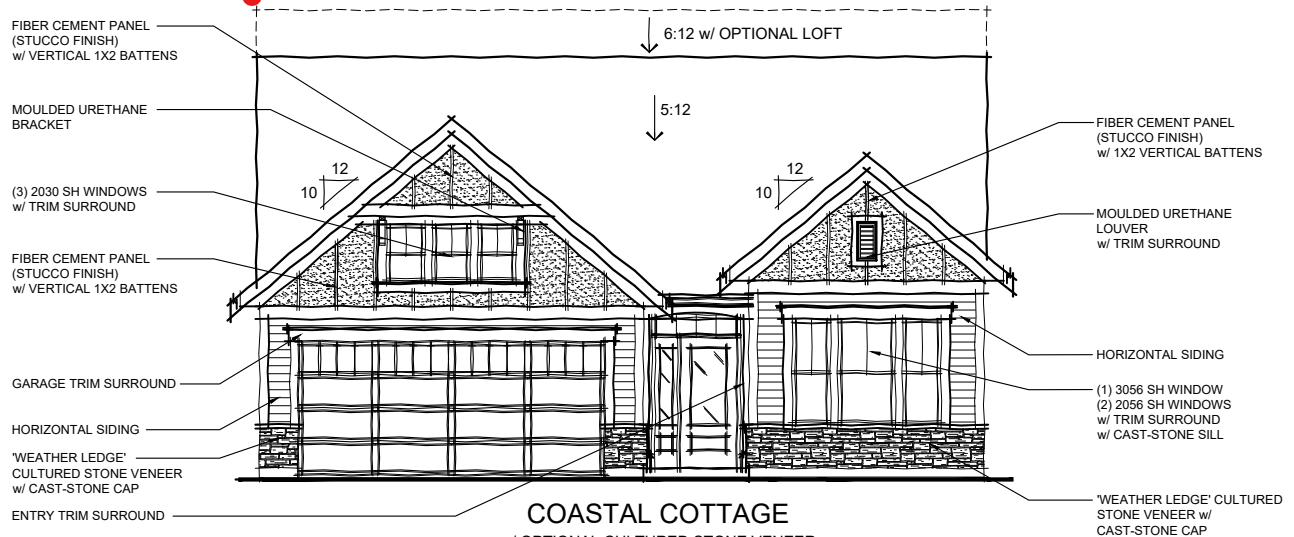 FIBER CEMENT PANEL
(STUCCO FINISH)
w/ VERTICAL 1X2 BATTENS
MOULDED URETHANE
BRACKET
(3) 2030 SH WINDOWS
w/ TRIM SURROUND
FIBER CEMENT PANEL
(STUCCO FINISH)
w/ VERTICAL 1X2 BATTENS
GARAGE TRIM SURROUND
HORIZONTAL SIDING
'WEATHER LEDGE'
CULTURED STONE VENEER
w/ CAST-STONE CAP
ENTRY TRIM SURROUND
6:12 w/ OPTIONAL LOFT
5:12
12
10
12
10
FIBER CEMENT PANEL
(STUCCO FINISH)
w/ 1X2 VERTICAL BATTENS
MOULDED URETHANE
LOUVER
w/ TRIM SURROUND
HORIZONTAL SIDING
(1) 3056 SH WINDOW
(2) 2056 SH WINDOWS
w/ TRIM SURROUND
w/ CAST-STONE SILL
'WEATHER LEDGE' CULTURED
STONE VENEER w/
CAST-STONE CAP
COASTAL COTTAGE
w/ OPTIONAL CULTURED STONE VENEER